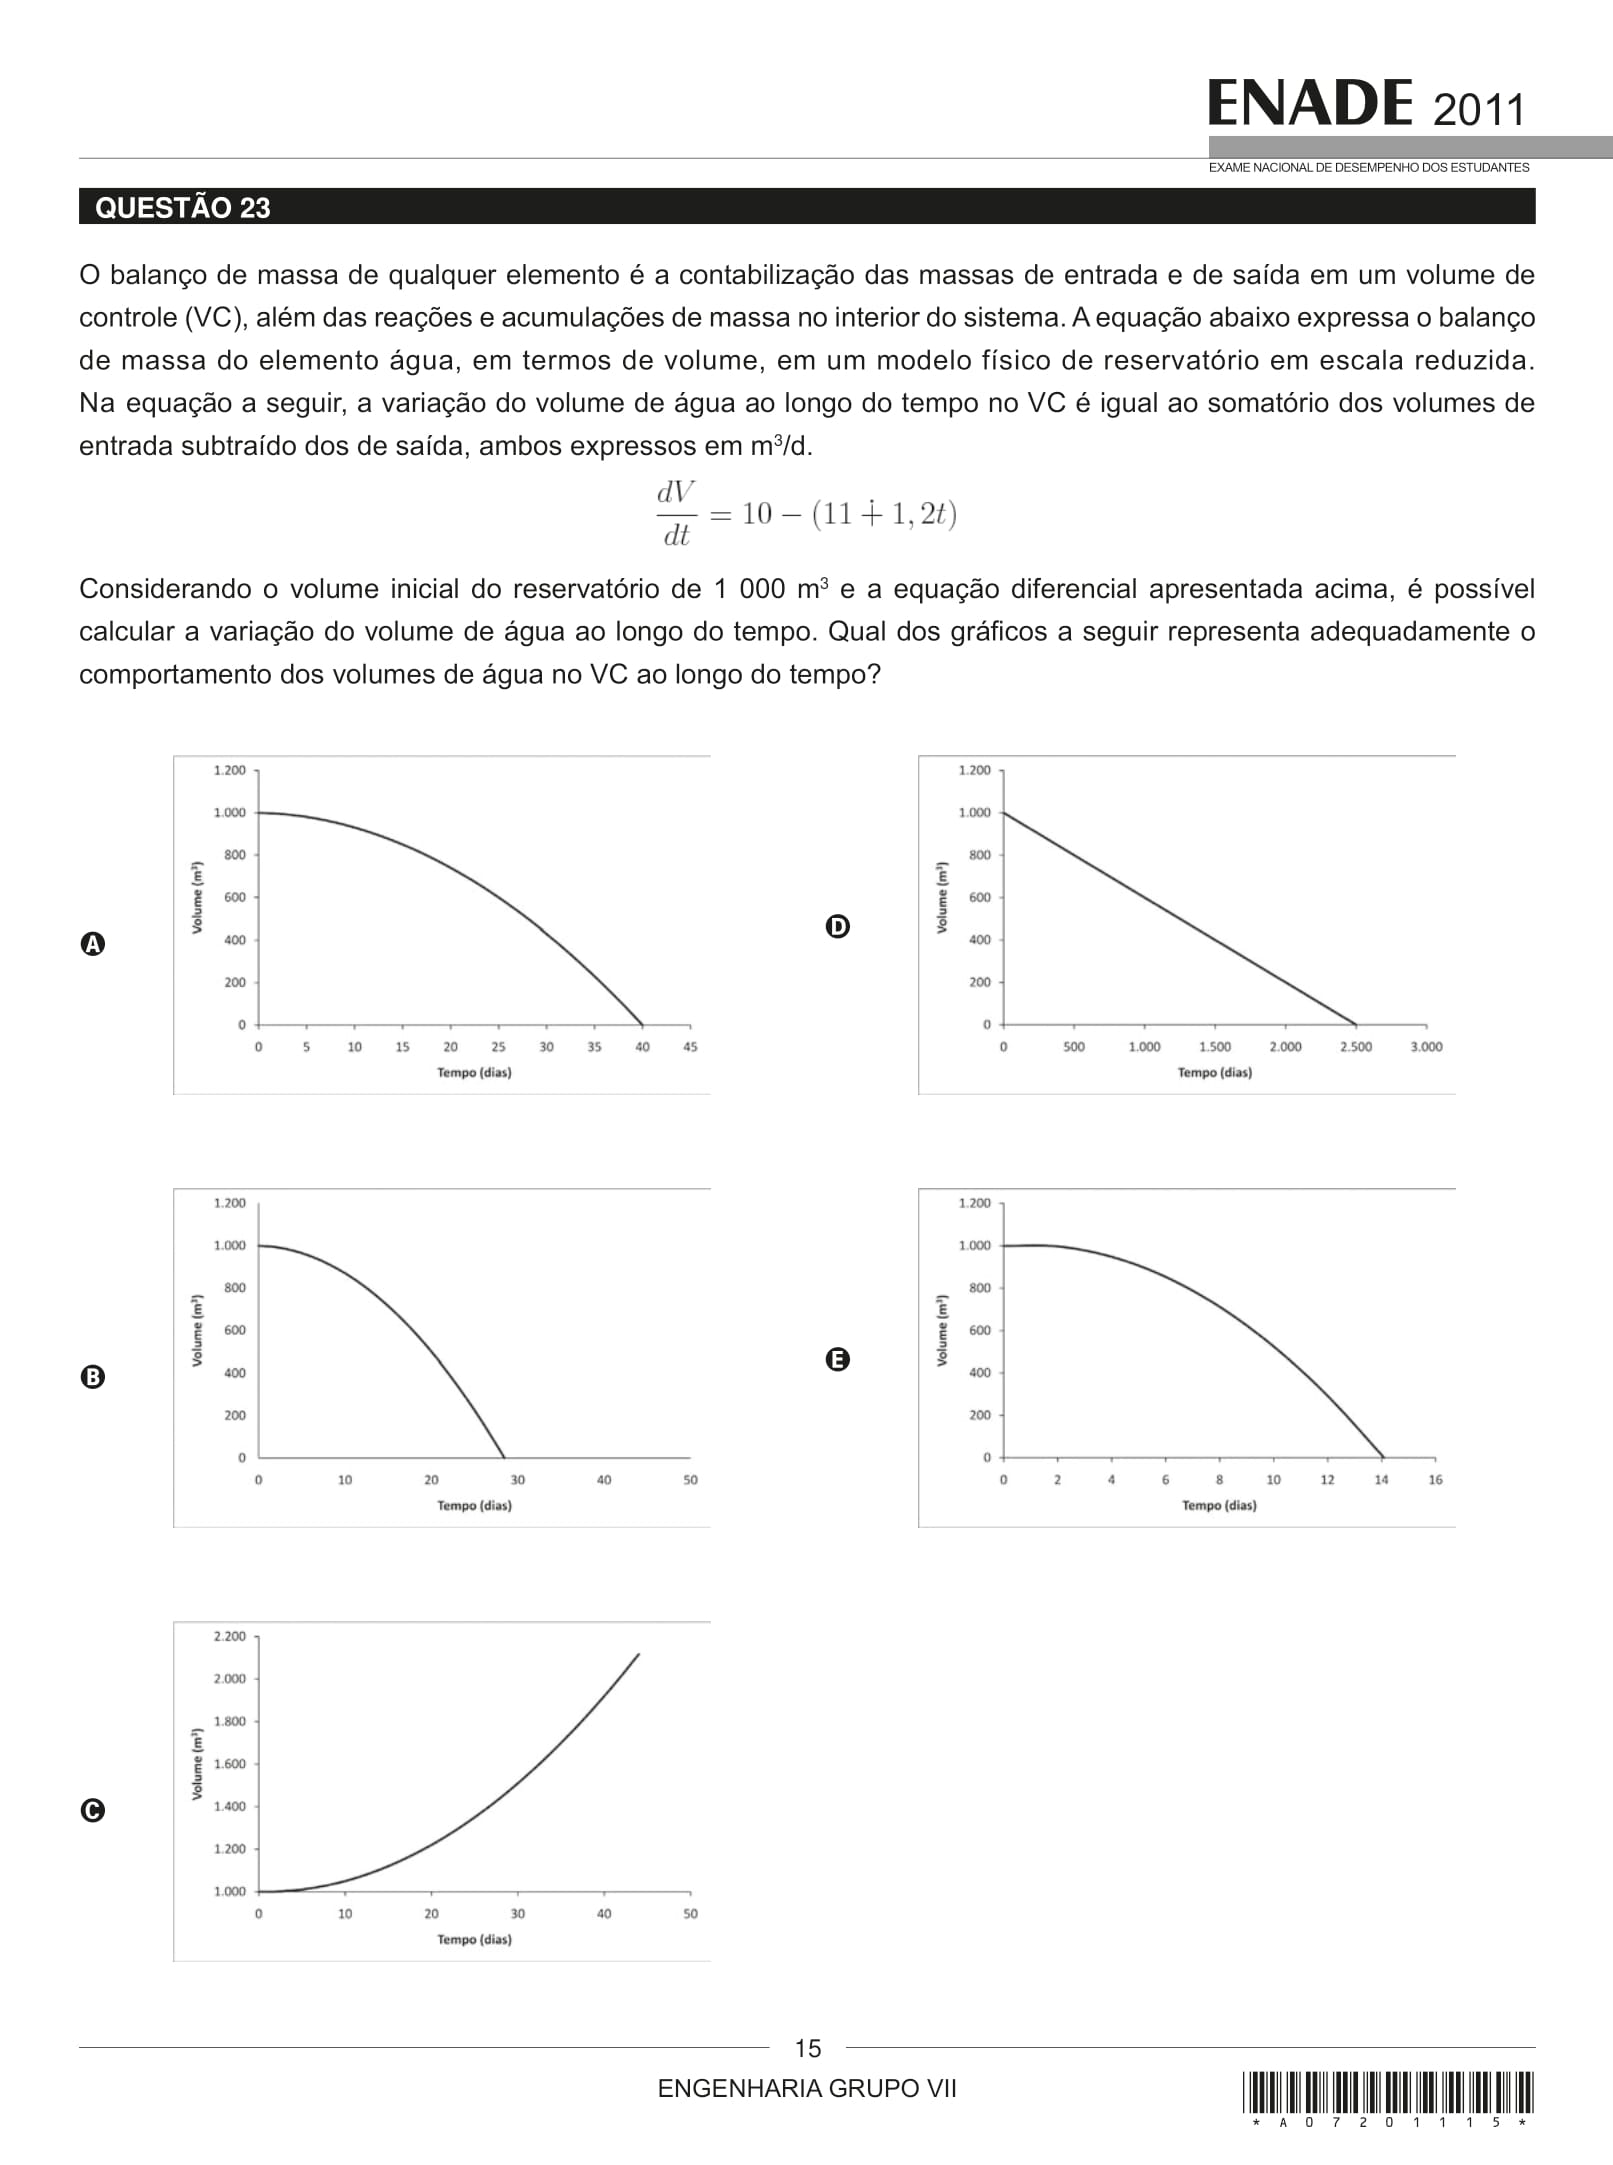 ENADE 2011
EXAME NACIONAL DE DESEMPENHO DOS ESTUDANTES
QUESTÃO 23
O balanço de massa de qualquer elemento é a contabilização das massas de entrada e de saída em um volume de
controle (VC), além das reações e acumulações de massa no interior do sistema. A equação abaixo expressa o balanço
de massa do elemento água, em termos de volume, em um modelo físico de reservatório em escala reduzida.
Na equação a seguir, a variação do volume de água ao longo do tempo no VC é igual ao somatório dos volumes de
entrada subtraído dos de saída, ambos expressos em m³/d.
dV/dt = 10 − (11 ∔ 1,2t)
Considerando o volume inicial do reservatório de 1 000 m³ e a equação diferencial apresentada acima, é possível
calcular a variação do volume de água ao longo do tempo. Qual dos gráficos a seguir representa adequadamente o
comportamento dos volumes de água no VC ao longo do tempo?
A
Volume (m³)
1.200
1.000
800
600
400
200
0
0 5 10 15 20 25 30 35 40 45
Tempo (dias)
B
Volume (m³)
1.200
1.000
800
600
400
200
0
0 10 20 30 40 50
Tempo (dias)
C
Volume (m³)
2.200
2.000
1.800
1.600
1.400
1.200
1.000
0 10 20 30 40 50
Tempo (dias)
D
Volume (m³)
1.200
1.000
800
600
400
200
0
0 500 1.000 1.500 2.000 2.500 3.000
Tempo (dias)
E
Volume (m³)
1.200
1.000
800
600
400
200
0
0 2 4 6 8 10 12 14 16
Tempo (dias)
15
ENGENHARIA GRUPO VII
* A 0 7 2 0 1 1 1 5 *